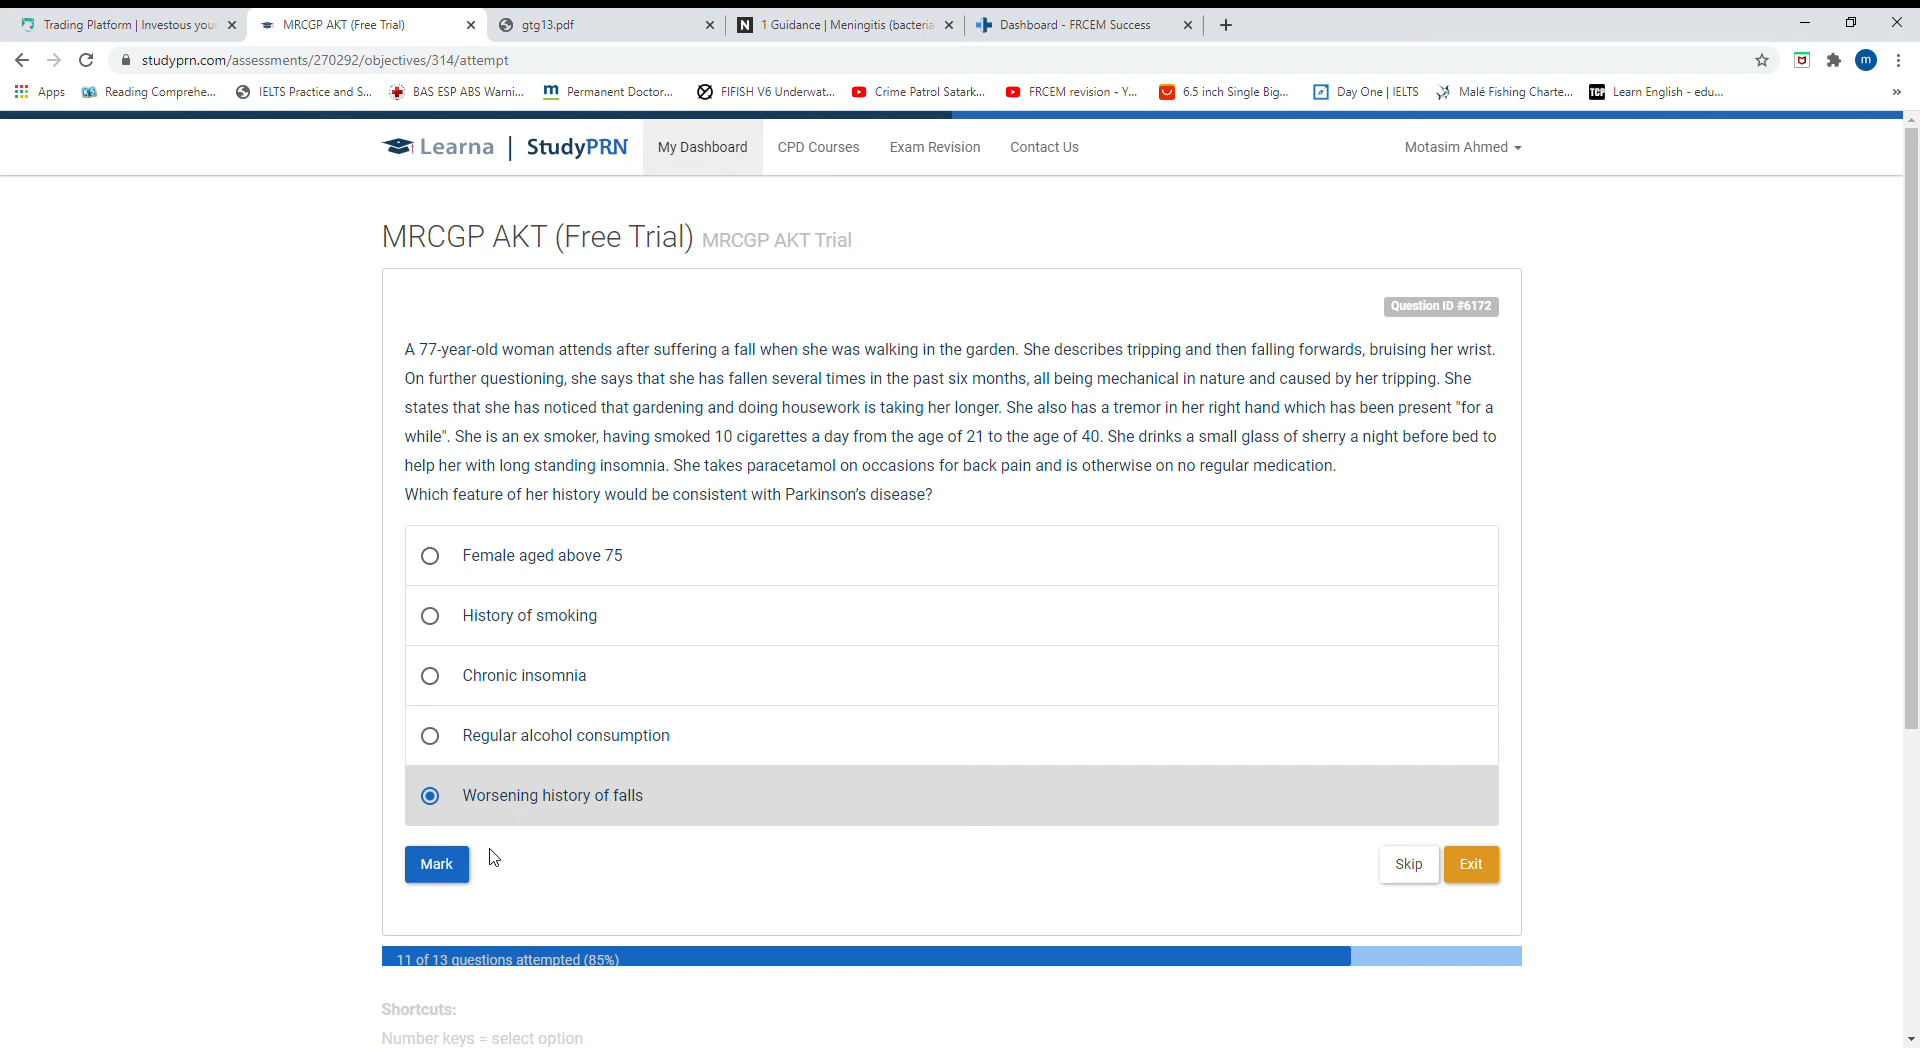 Trading Platform | Investous you
MRCGP AKT (Free Trial)
gtg13.pdf
1 Guidance | Meningitis (bacteria
Dashboard - FRCEM Success
studyprn.com/assessments/270292/objectives/314/attempt
m
Apps
Reading Comprehe...
IELTS Practice and S...
BAS ESP ABS Warni...
Permanent Doctor...
FIFISH V6 Underwat...
Crime Patrol Satark...
FRCEM revision - Y...
6.5 inch Single Big...
Day One | IELTS
Malé Fishing Charte...
TCP Learn English - edu...
»
Learna | StudyPRN
My Dashboard
CPD Courses
Exam Revision
Contact Us
Motasim Ahmed
MRCGP AKT (Free Trial) MRCGP AKT Trial
Question ID #6172
A 77-year-old woman attends after suffering a fall when she was walking in the garden. She describes tripping and then falling forwards, bruising her wrist.
On further questioning, she says that she has fallen several times in the past six months, all being mechanical in nature and caused by her tripping. She
states that she has noticed that gardening and doing housework is taking her longer. She also has a tremor in her right hand which has been present "for a
while". She is an ex smoker, having smoked 10 cigarettes a day from the age of 21 to the age of 40. She drinks a small glass of sherry a night before bed to
help her with long standing insomnia. She takes paracetamol on occasions for back pain and is otherwise on no regular medication.
Which feature of her history would be consistent with Parkinson's disease?
Female aged above 75
History of smoking
Chronic insomnia
Regular alcohol consumption
Worsening history of falls
Mark
Skip
Exit
11 of 13 questions attempted (85%)
Shortcuts:
Number keys = select option